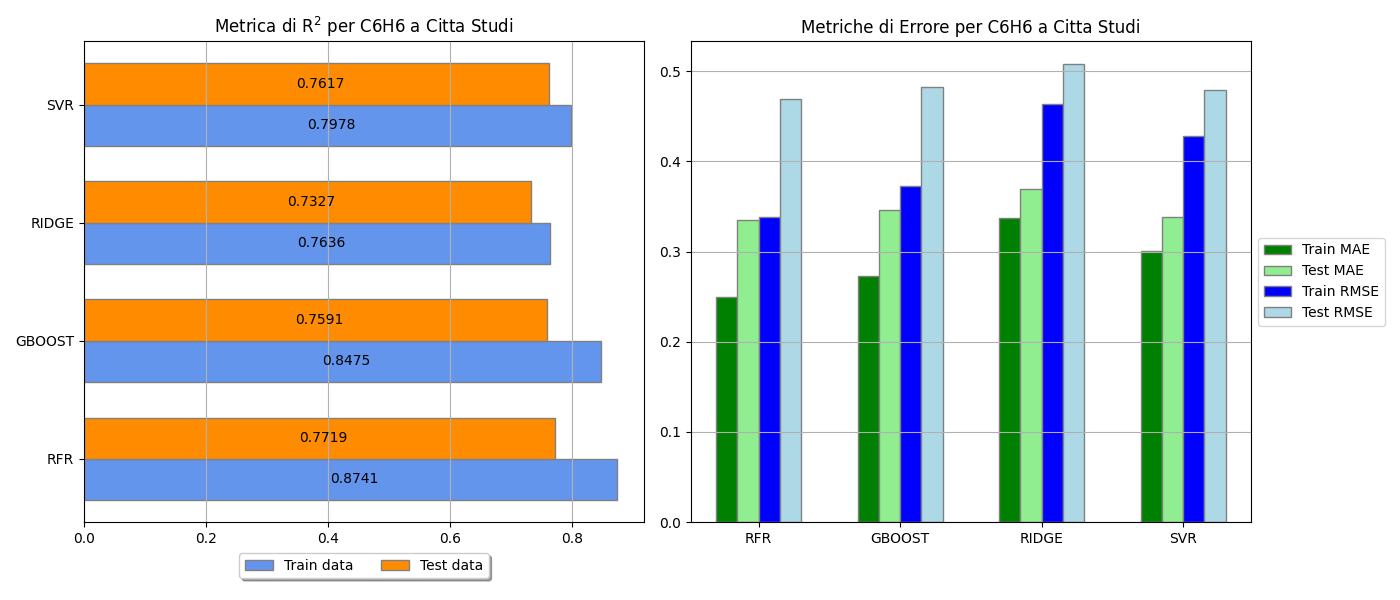 Metrica di R² per C6H6 a Citta Studi
SVR
0.7617
0.7978
RIDGE
0.7327
0.7636
GBOOST
0.7591
0.8475
RFR
0.7719
0.8741
0.0 0.2 0.4 0.6 0.8
Train data Test data
Metriche di Errore per C6H6 a Citta Studi
0.5
0.4
0.3
0.2
0.1
0.0
RFR GBOOST RIDGE SVR
Train MAE
Test MAE
Train RMSE
Test RMSE